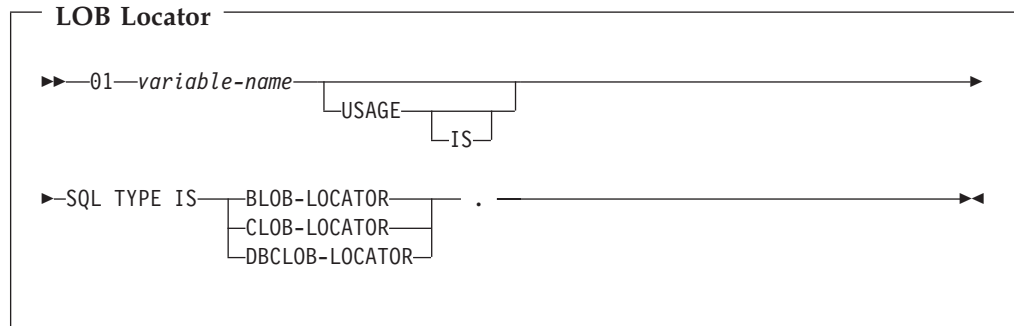 LOB Locator
01 variable-name
USAGE
IS
SQL TYPE IS BLOB-LOCATOR .
CLOB-LOCATOR
DBCLOB-LOCATOR